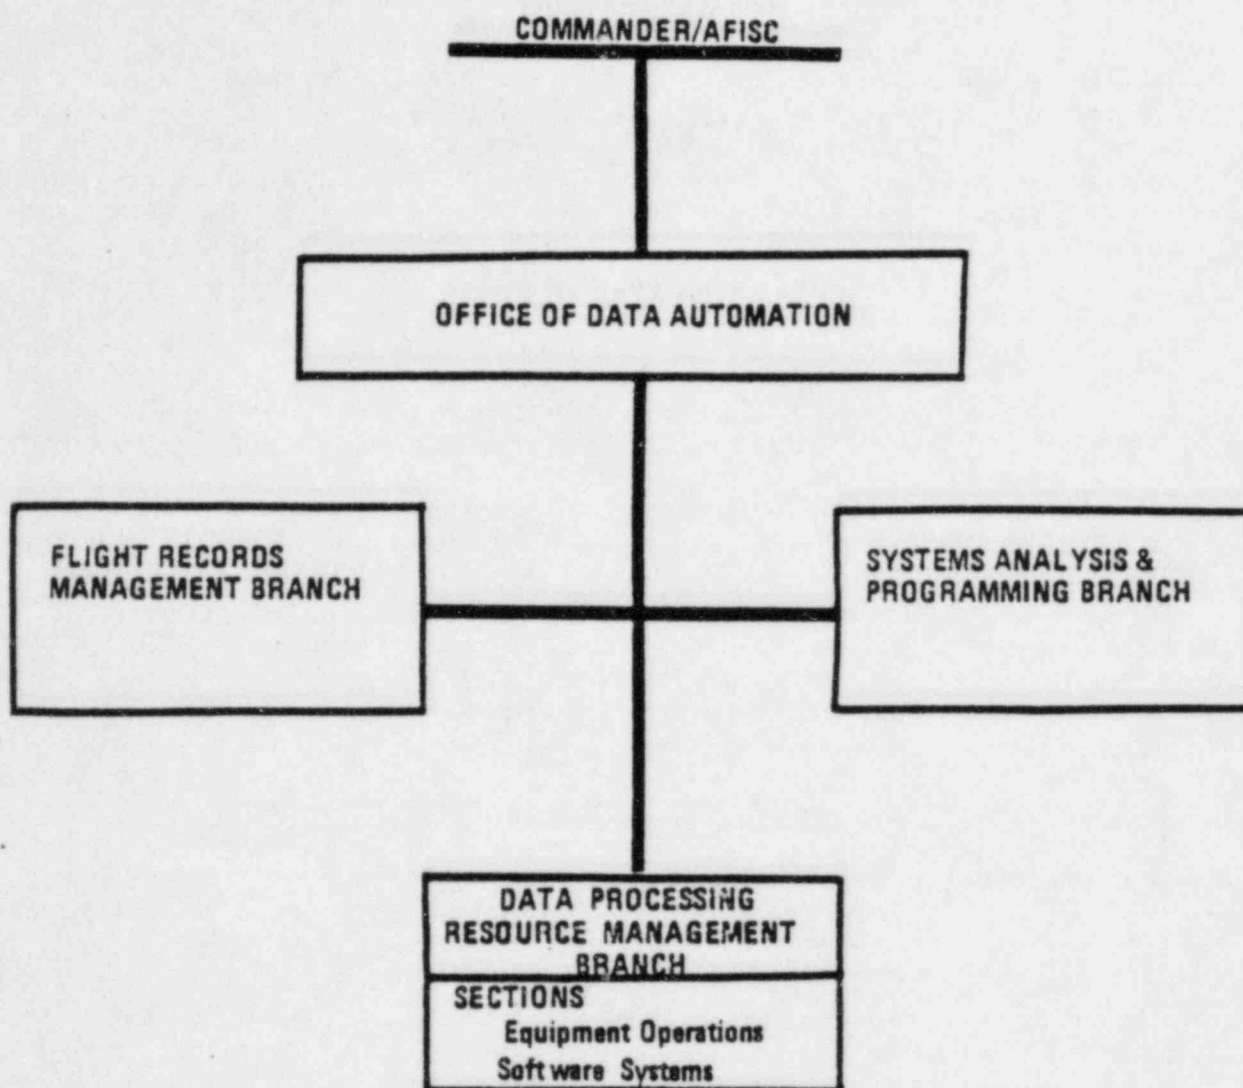 COMMANDER/AFISC
OFFICE OF DATA AUTOMATION
FLIGHT RECORDS
MANAGEMENT BRANCH
SYSTEMS ANALYSIS &
PROGRAMMING BRANCH
DATA PROCESSING
RESOURCE MANAGEMENT
BRANCH
SECTIONS
Equipment Operations
Software Systems